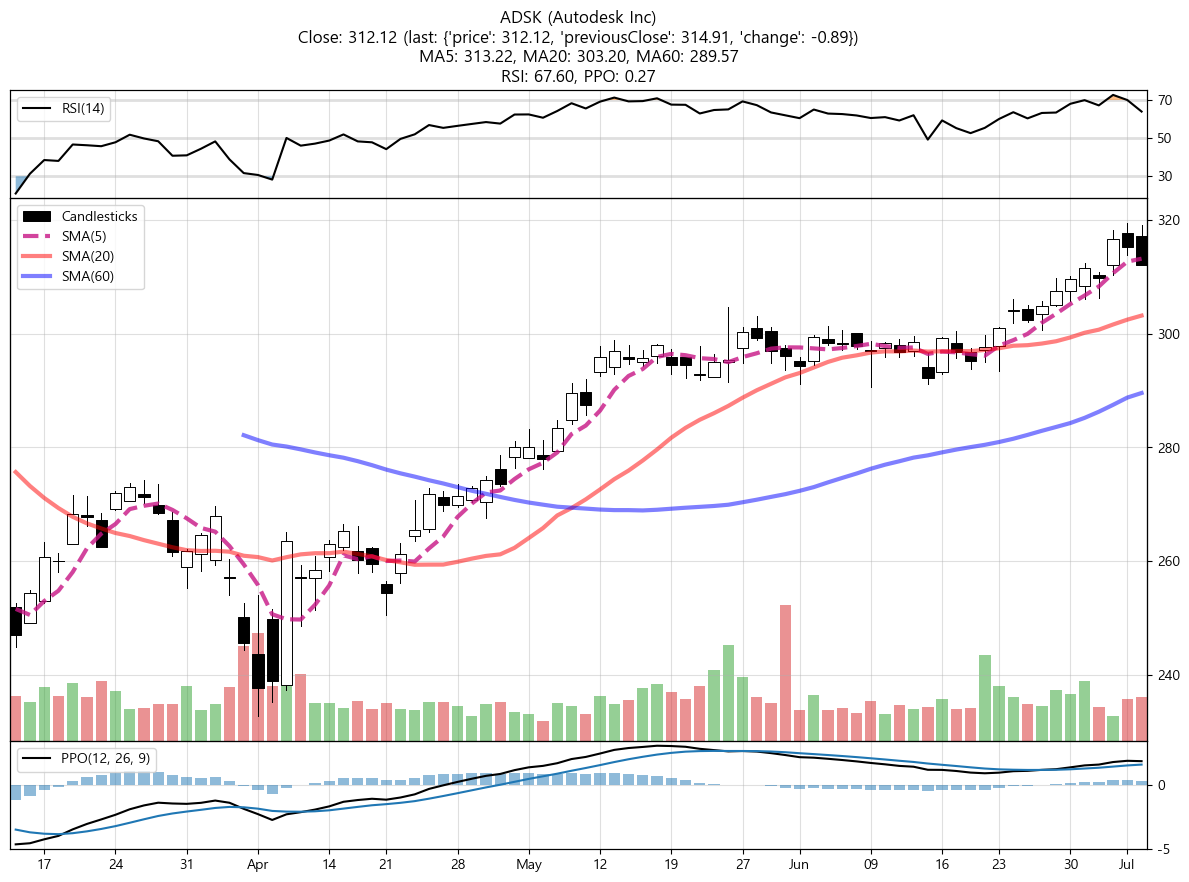 ADSK (Autodesk Inc)
Close: 312.12 (last: {'price': 312.12, 'previousClose': 314.91, 'change': -0.89})
MA5: 313.22, MA20: 303.20, MA60: 289.57
RSI: 67.60, PPO: 0.27
RSI(14)
70
50
30
Candlesticks
SMA(5)
SMA(20)
SMA(60)
320
300
280
260
240
PPO(12, 26, 9)
0
-5
17 24 31 Apr 14 21 28 May 12 19 27 Jun 09 16 23 30 Jul